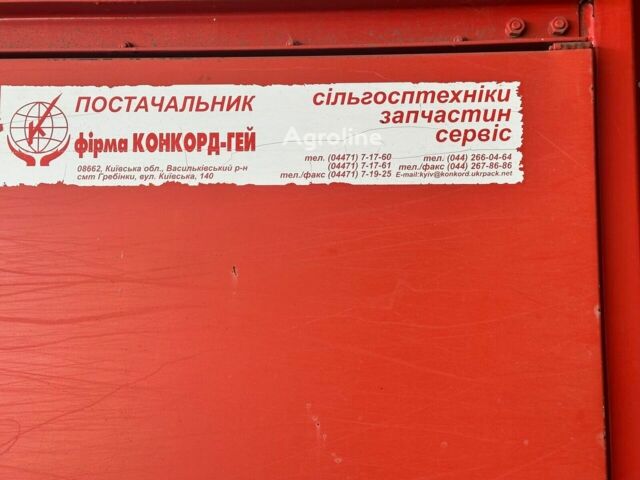 ПОСТАЧАЛЬНИК
фірма КОНКОРД-ГЕЙ
08662, Київська обл., Васильківський р-н
смт Гребінки, вул. Київська, 140
сільгосптехніки
запчастин
сервіс
тел. (04471) 7-17-60
(04471) 7-17-61
тел./факс (04471) 7-19-25
тел. (044) 266-04-64
тел./факс (044) 267-86-86
E-mail:kyiv@konkord.ukrpack.net
Agroline